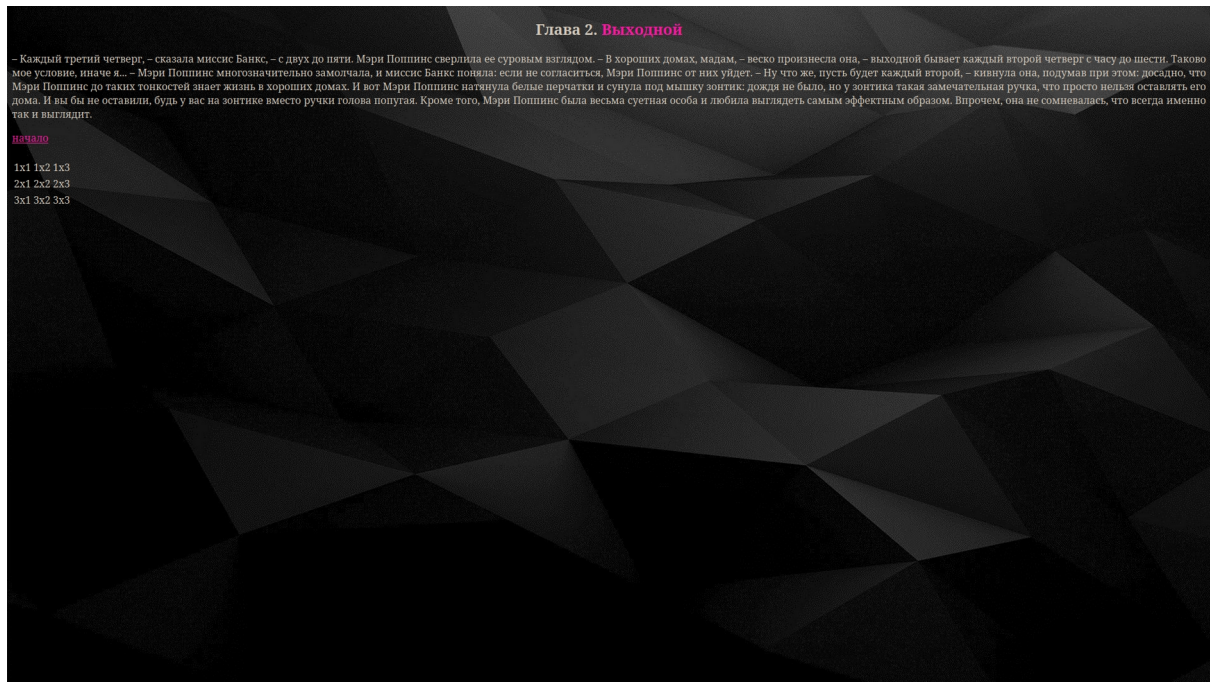 Глава 2. Выходной
– Каждый третий четверг, – сказала миссис Банкс, – с двух до пяти. Мэри Поппинс сверлила ее суровым взглядом. – В хороших домах, мадам, – веско произнесла она, – выходной бывает каждый второй четверг с часу до шести. Таково
мое условие, иначе я... – Мэри Поппинс многозначительно замолчала, и миссис Банкс поняла: если не согласиться, Мэри Поппинс от них уйдет. – Ну что же, пусть будет каждый второй, – кивнула она, подумав при этом: досадно, что
Мэри Поппинс до таких тонкостей знает жизнь в хороших домах. И вот Мэри Поппинс натянула белые перчатки и сунула под мышку зонтик: дождя не было, но у зонтика такая замечательная ручка, что просто нельзя оставлять его
дома. И вы бы не оставили, будь у вас на зонтике вместо ручки голова попугая. Кроме того, Мэри Поппинс была весьма суетная особа и любила выглядеть самым эффектным образом. Впрочем, она не сомневалась, что всегда именно
так и выглядит.
начало
1x1 1x2 1x3
2x1 2x2 2x3
3x1 3x2 3x3